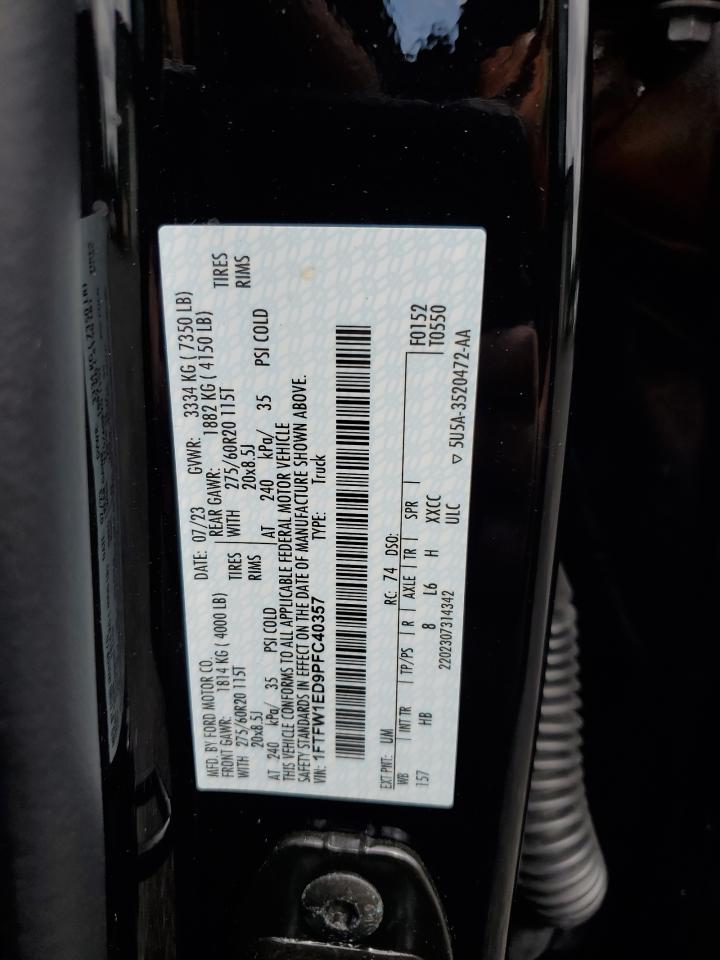 MFD. BY FORD MOTOR CO. DATE: 07/23 GVWR: 3334 KG ( 7350 LB)
FRONT GAWR: 1814 KG ( 4000 LB) REAR GAWR: 1882 KG ( 4150 LB)
WITH 275/60R20 115T TIRES WITH 275/60R20 115T TIRES
20x8.5J RIMS 20x8.5J RIMS
AT 240 kPa/ 35 PSI COLD AT 240 kPa/ 35 PSI COLD
THIS VEHICLE CONFORMS TO ALL APPLICABLE FEDERAL MOTOR VEHICLE
SAFETY STANDARDS IN EFFECT ON THE DATE OF MANUFACTURE SHOWN ABOVE.
VIN: 1FTFW1ED9PFC40357 TYPE: Truck
EXT PNT: UM RC: 74 DSO: F0152
WB INT TR TP/PS R AXLE TR SPR T0550
157 HB 8 L6 H XXCC
2202307314342 ULC ▽ 5U5A-3520472-AA